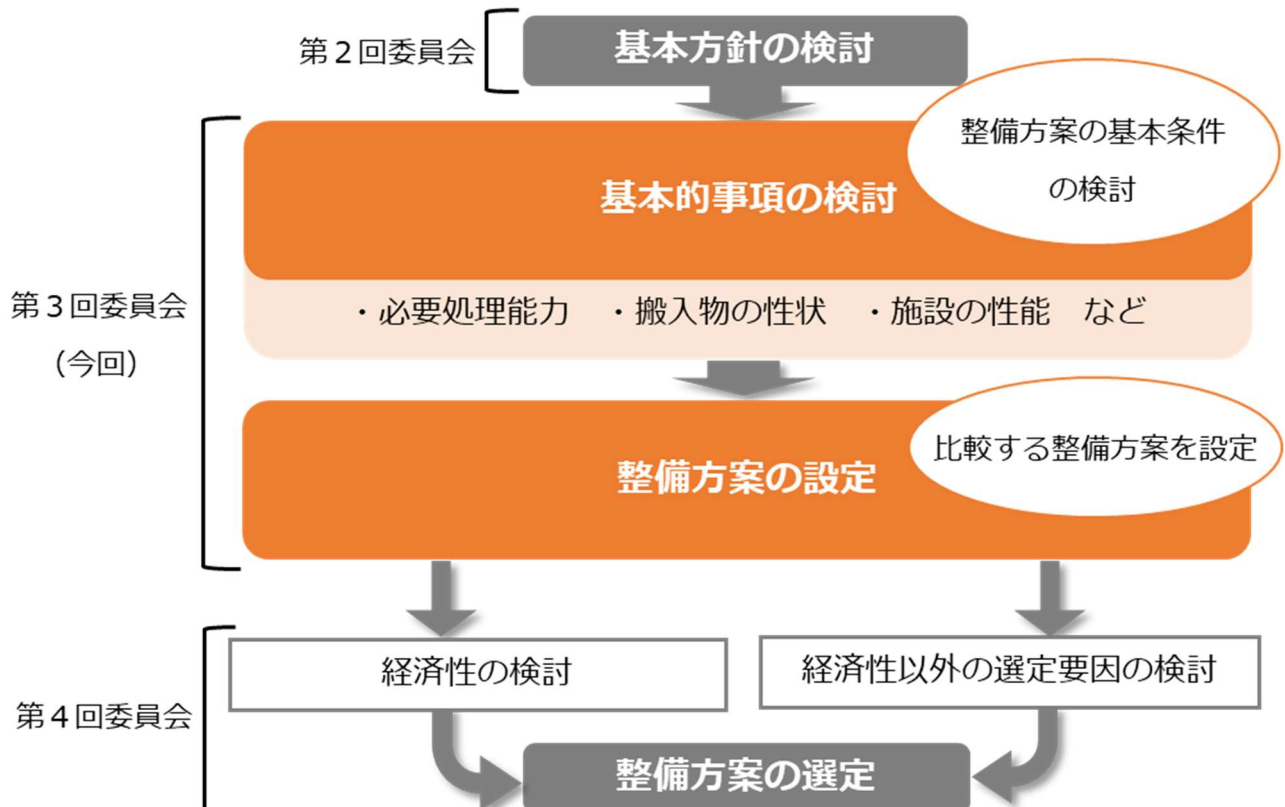 第２回委員会
基本方針の検討
整備方案の基本条件
の検討
基本的事項の検討
第３回委員会
（今回）
・必要処理能力　・搬入物の性状　・施設の性能　など
比較する整備方案を設定
整備方案の設定
経済性の検討
経済性以外の選定要因の検討
第４回委員会
整備方案の選定